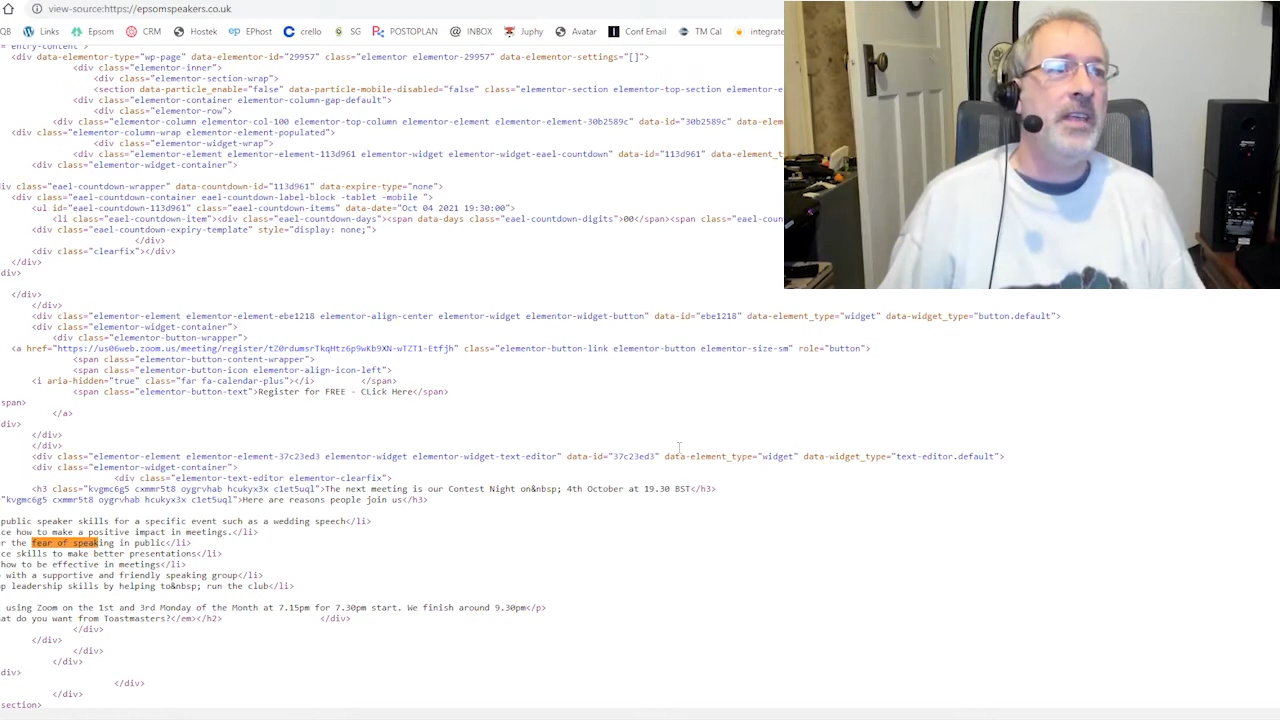 view-source:https://epsomspeakers.co.uk
QB Links Epsom CRM Hostek EPhost crello SG POSTOPLAN INBOX Juphy Avatar Conf Email TM Cal integrate
= entry-content >
<div data-elementor-type="wp-page" data-elementor-id="29957" class="elementor elementor-29957" data-elementor-settings="[]">
<div class="elementor-inner">
<div class="elementor-section-wrap">
<section data-particle_enable="false" data-particle-mobile-disabled="false" class="elementor-section elementor-top-section elementor-e
<div class="elementor-container elementor-column-gap-default">
<div class="elementor-row">
<div class="elementor-column elementor-col-100 elementor-top-column elementor-element elementor-element-30b2589c" data-id="30b2589c" data-elem
<div class="elementor-column-wrap elementor-element-populated">
<div class="elementor-widget-wrap">
<div class="elementor-element elementor-element-113d961 elementor-widget elementor-widget-eael-countdown" data-id="113d961" data-element_t
<div class="elementor-widget-container">
div class="eael-countdown-wrapper" data-countdown-id="113d961" data-expire-type="none">
<div class="eael-countdown-container eael-countdown-label-block -tablet -mobile ">
<ul id="eael-countdown-113d961" class="eael-countdown-items" data-date="Oct 04 2021 19:30:00">
<li class="eael-countdown-item"><div class="eael-countdown-days"><span data-days class="eael-countdown-digits">00</span><span class="eael-coun
<div class="eael-countdown-expiry-template" style="display: none;">
</div>
<div class="clearfix"></div>
</div>
div>
</div>
</div>
<div class="elementor-element elementor-element-ebe1218 elementor-align-center elementor-widget elementor-widget-button" data-id="ebe1218" data-element_type="widget" data-widget_type="button.default">
<div class="elementor-widget-container">
<div class="elementor-button-wrapper">
<a href="https://us06web.zoom.us/meeting/register/tZ0rdumsrTkqHtz6p9wKb9XN-wTZT1-Etfjh" class="elementor-button-link elementor-button elementor-size-sm" role="button">
<span class="elementor-button-content-wrapper">
<span class="elementor-button-icon elementor-align-icon-left">
<i aria-hidden="true" class="far fa-calendar-plus"></i> </span>
<span class="elementor-button-text">Register for FREE - CLick Here</span>
span>
</a>
div>
</div>
</div>
<div class="elementor-element elementor-element-37c23ed3 elementor-widget elementor-widget-text-editor" data-id="37c23ed3" data-element_type="widget" data-widget_type="text-editor.default">
<div class="elementor-widget-container">
<div class="elementor-text-editor elementor-clearfix">
<h3 class="kvgmc6g5 cxmmr5t8 oygrvhab hcukyx3x c1et5uql">The next meeting is our Contest Night on&nbsp; 4th October at 19.30 BST</h3>
"kvgmc6g5 cxmmr5t8 oygrvhab hcukyx3x c1et5uql">Here are reasons people join us</h3>
public speaker skills for a specific event such as a wedding speech</li>
ce how to make a positive impact in meetings.</li>
r the fear of speaking in public</li>
ce skills to make better presentations</li>
how to be effective in meetings</li>
with a supportive and friendly speaking group</li>
p leadership skills by helping to&nbsp; run the club</li>
using Zoom on the 1st and 3rd Monday of the Month at 7.15pm for 7.30pm start. We finish around 9.30pm</p>
at do you want from Toastmasters?</em></h2> </div>
</div>
</div>
</div>
</div>
div>
</div>
</div>
section>